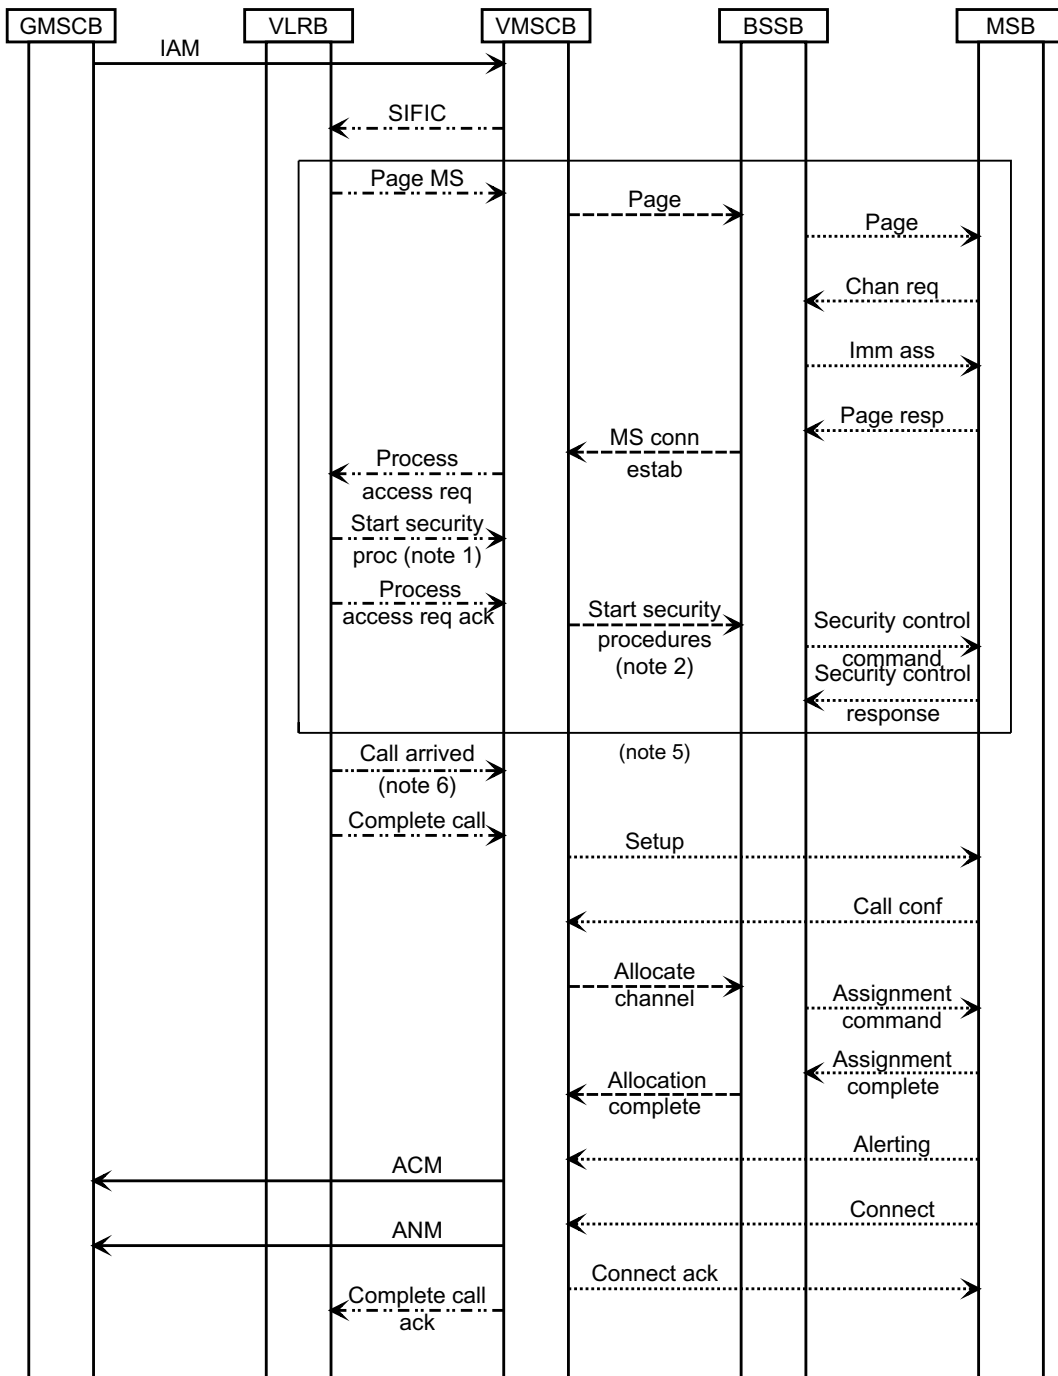 GMSCB
VLRB
VMSCB
BSSB
MSB
IAM
SIFIC
Page MS
Page
Page
Chan req
Imm ass
Page resp
MS conn
estab
Process
access req
Start security
proc (note 1)
Process
access req ack
Start security
procedures
(note 2)
Security control
command
Security control
response
(note 5)
Call arrived
(note 6)
Complete call
Setup
Call conf
Allocate
channel
Assignment
command
Assignment
complete
Allocation
complete
Alerting
ACM
Connect
ANM
Connect ack
Complete call
ack